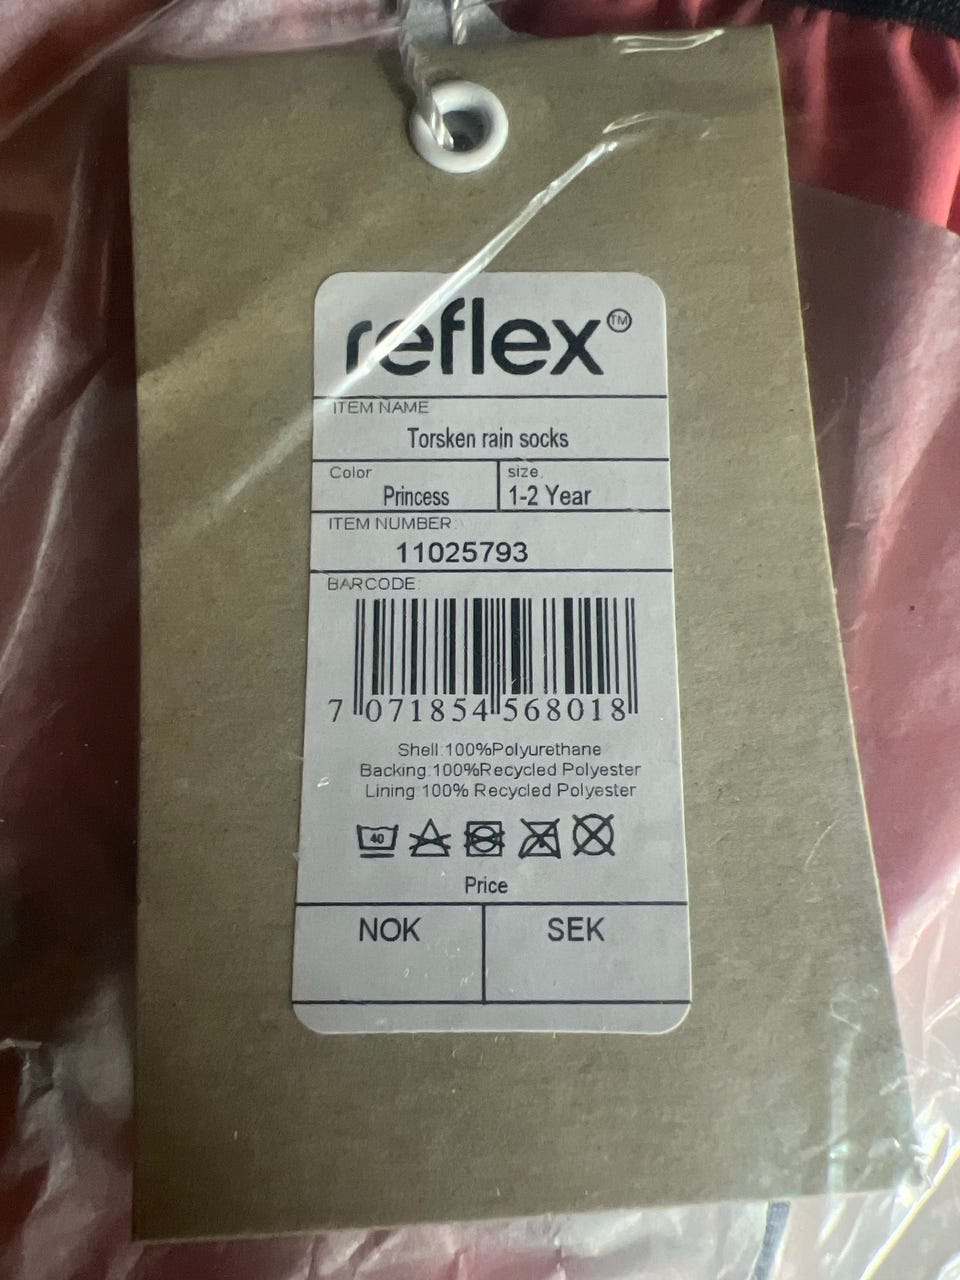 reflex™
ITEM NAME
Torsken rain socks
Color
Princess
size
1-2 Year
ITEM NUMBER:
11025793
BARCODE:
7 071854 568018
Shell:100%Polyurethane
Backing:100%Recycled Polyester
Lining:100% Recycled Polyester
40
Price
NOK
SEK